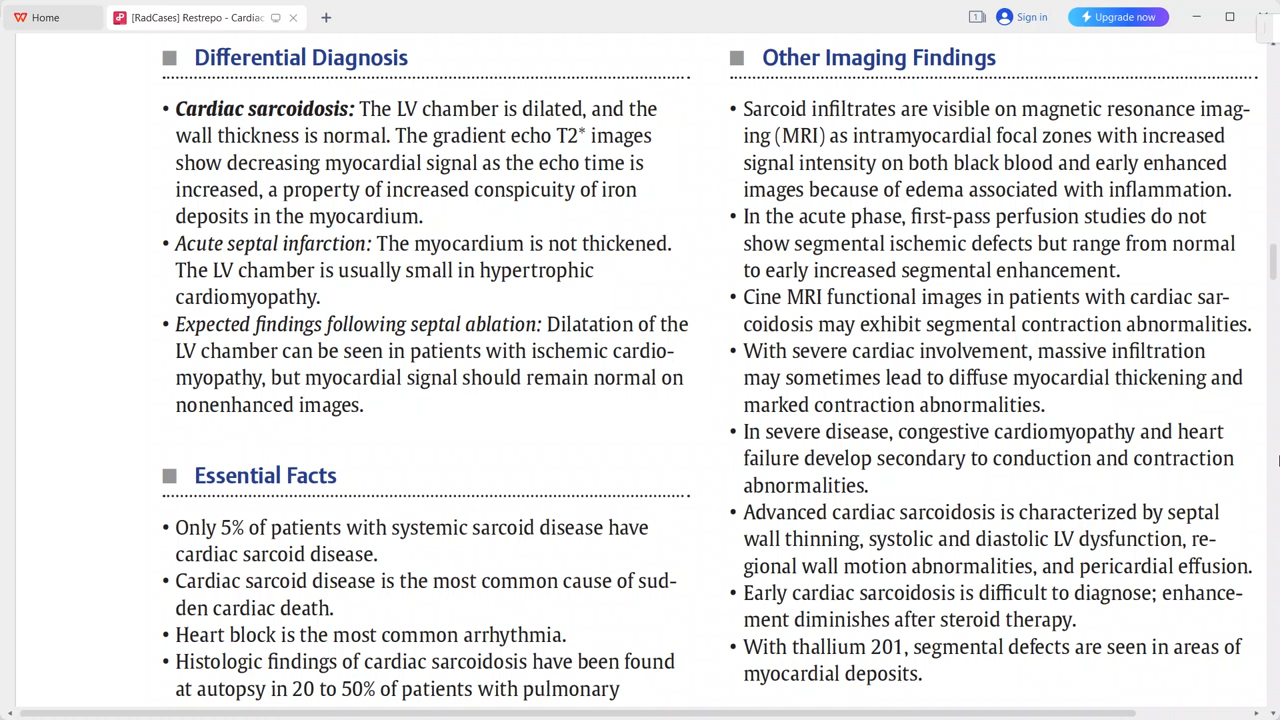 Home
[RadCases] Restrepo - Cardiac
Sign in
Upgrade now
Differential Diagnosis
• Cardiac sarcoidosis: The LV chamber is dilated, and the
wall thickness is normal. The gradient echo T2* images
show decreasing myocardial signal as the echo time is
increased, a property of increased conspicuity of iron
deposits in the myocardium.
• Acute septal infarction: The myocardium is not thickened.
The LV chamber is usually small in hypertrophic
cardiomyopathy.
• Expected findings following septal ablation: Dilatation of the
LV chamber can be seen in patients with ischemic cardio-
myopathy, but myocardial signal should remain normal on
nonenhanced images.
Essential Facts
• Only 5% of patients with systemic sarcoid disease have
cardiac sarcoid disease.
• Cardiac sarcoid disease is the most common cause of sud-
den cardiac death.
• Heart block is the most common arrhythmia.
• Histologic findings of cardiac sarcoidosis have been found
at autopsy in 20 to 50% of patients with pulmonary
Other Imaging Findings
• Sarcoid infiltrates are visible on magnetic resonance imag-
ing (MRI) as intramyocardial focal zones with increased
signal intensity on both black blood and early enhanced
images because of edema associated with inflammation.
• In the acute phase, first-pass perfusion studies do not
show segmental ischemic defects but range from normal
to early increased segmental enhancement.
• Cine MRI functional images in patients with cardiac sar-
coidosis may exhibit segmental contraction abnormalities.
• With severe cardiac involvement, massive infiltration
may sometimes lead to diffuse myocardial thickening and
marked contraction abnormalities.
• In severe disease, congestive cardiomyopathy and heart
failure develop secondary to conduction and contraction
abnormalities.
• Advanced cardiac sarcoidosis is characterized by septal
wall thinning, systolic and diastolic LV dysfunction, re-
gional wall motion abnormalities, and pericardial effusion.
• Early cardiac sarcoidosis is difficult to diagnose; enhance-
ment diminishes after steroid therapy.
• With thallium 201, segmental defects are seen in areas of
myocardial deposits.